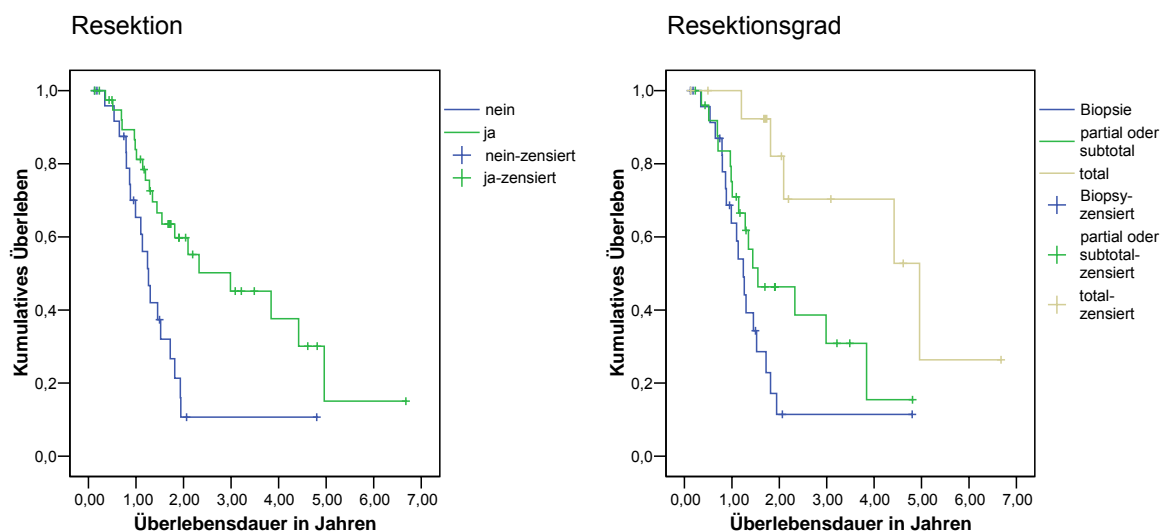 Resektion
Kumulatives Überleben
1,0
0,8
0,6
0,4
0,2
0,0
0,00 1,00 2,00 3,00 4,00 5,00 6,00 7,00
Überlebensdauer in Jahren
nein
ja
nein-zensiert
ja-zensiert
Resektionsgrad
Kumulatives Überleben
1,0
0,8
0,6
0,4
0,2
0,0
0,00 1,00 2,00 3,00 4,00 5,00 6,00 7,00
Überlebensdauer in Jahren
Biopsie
partial oder
subtotal
total
Biopsy-
zensiert
partial oder
subtotal-
zensiert
total-
zensiert